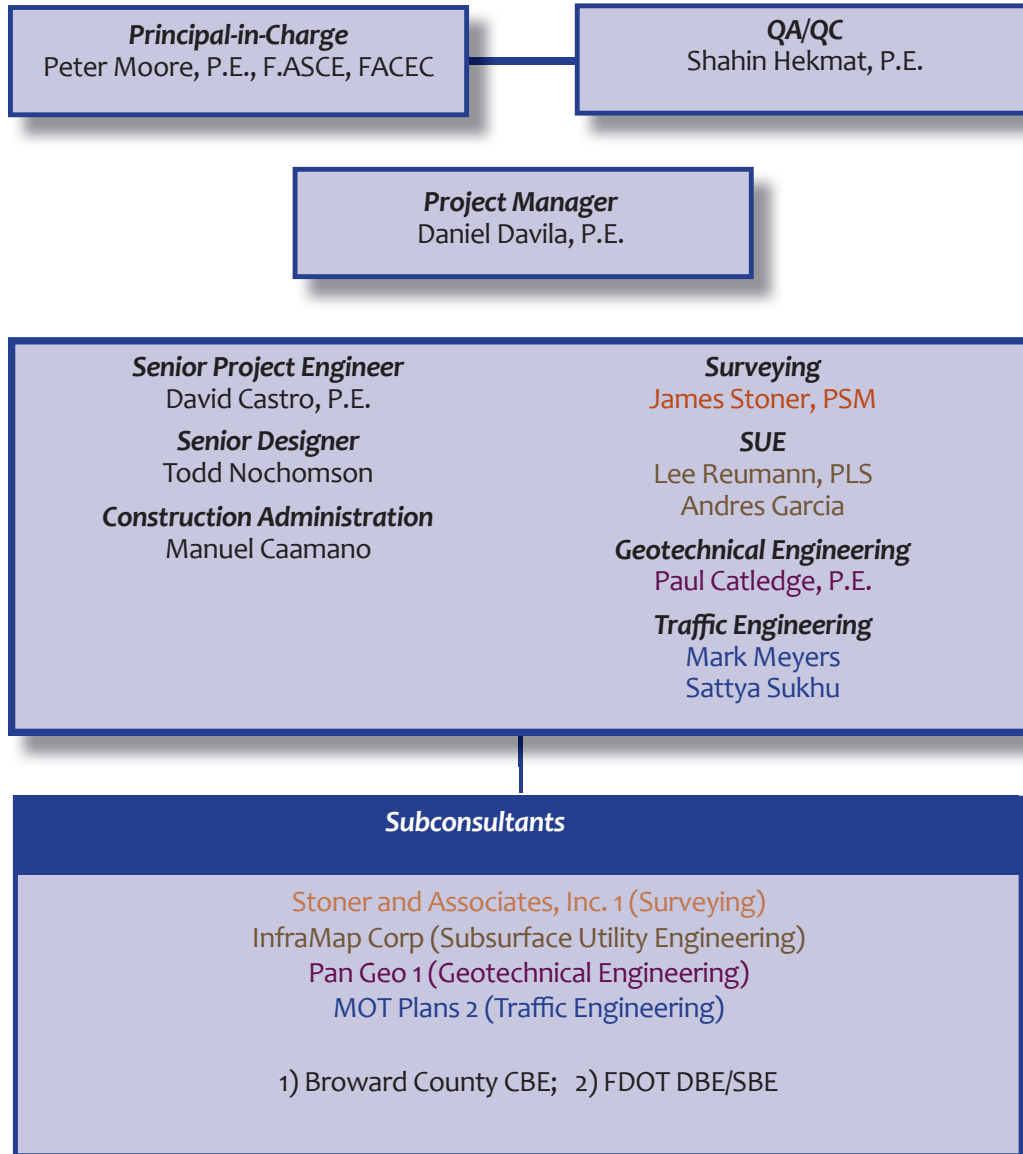 Principal-in-Charge
Peter Moore, P.E., F.ASCE, FACEC
QA/QC
Shahin Hekmat, P.E.
Project Manager
Daniel Davila, P.E.
Senior Project Engineer
David Castro, P.E.
Senior Designer
Todd Nochomson
Construction Administration
Manuel Caamano
Surveying
James Stoner, PSM
SUE
Lee Reumann, PLS
Andres Garcia
Geotechnical Engineering
Paul Catledge, P.E.
Traffic Engineering
Mark Meyers
Sattya Sukhu
Subconsultants
Stoner and Associates, Inc. 1 (Surveying)
InfraMap Corp (Subsurface Utility Engineering)
Pan Geo 1 (Geotechnical Engineering)
MOT Plans 2 (Traffic Engineering)
1) Broward County CBE; 2) FDOT DBE/SBE